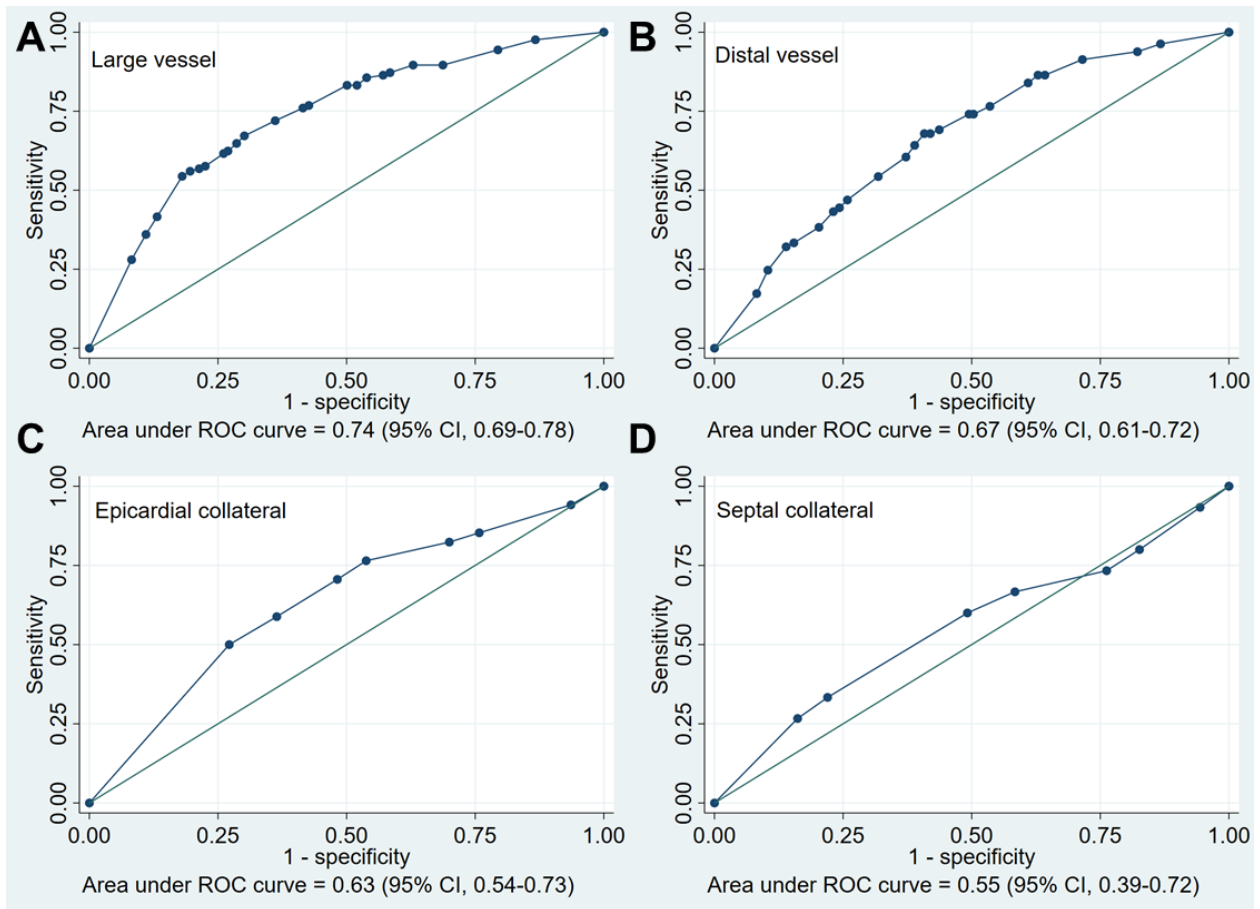 A
Large vessel
1.00
0.75
0.50
0.25
0.00
Sensitivity
0.00 0.25 0.50 0.75 1.00
1 - specificity
Area under ROC curve = 0.74 (95% CI, 0.69-0.78)
B
Distal vessel
1.00
0.75
0.50
0.25
0.00
Sensitivity
0.00 0.25 0.50 0.75 1.00
1 - specificity
Area under ROC curve = 0.67 (95% CI, 0.61-0.72)
C
Epicardial collateral
1.00
0.75
0.50
0.25
0.00
Sensitivity
0.00 0.25 0.50 0.75 1.00
1 - specificity
Area under ROC curve = 0.63 (95% CI, 0.54-0.73)
D
Septal collateral
1.00
0.75
0.50
0.25
0.00
Sensitivity
0.00 0.25 0.50 0.75 1.00
1 - specificity
Area under ROC curve = 0.55 (95% CI, 0.39-0.72)